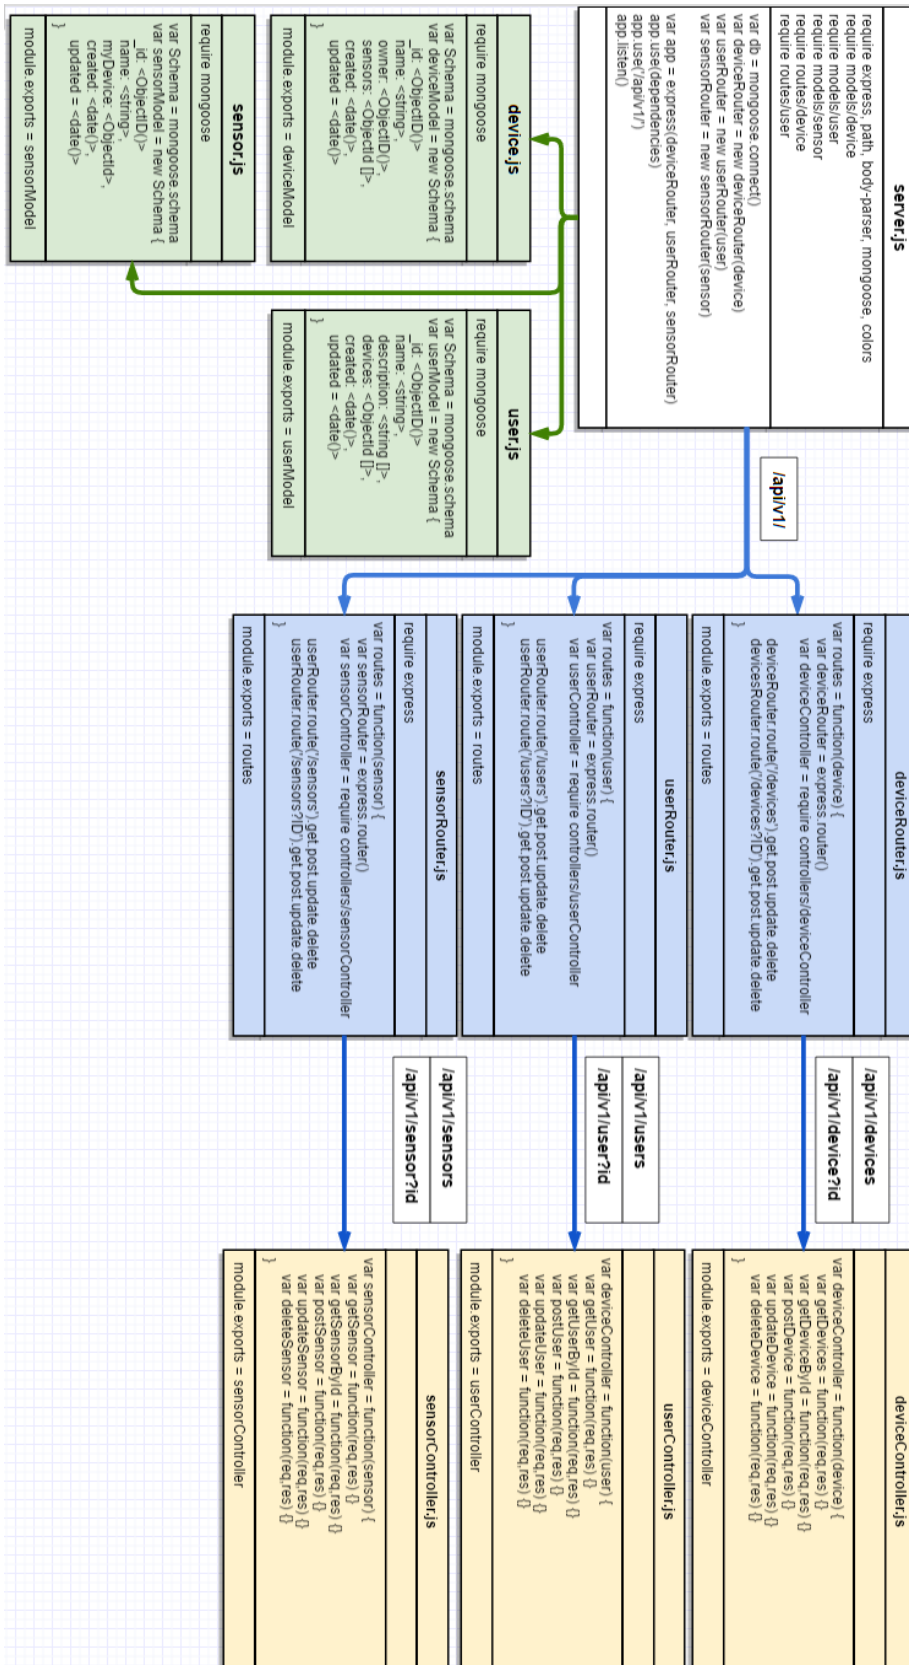 server.js
require express, path, body-parser, mongoose, colors
require models/device
require models/user
require models/sensor
require routes/device
require routes/user
var db = mongoose.connect()
var deviceRouter = new deviceRouter(device)
var userRouter = new userRouter(user)
var sensorRouter = new sensorRouter(sensor)
var app = express(deviceRouter, userRouter, sensorRouter)
app.use(dependencies)
app.use('/api/v1/')
app.listen()
/api/v1/
device.js
require mongoose
var Schema = mongoose.schema
var deviceModel = new Schema {
_id: <ObjectID()>
name: <string>,
owner: <ObjectID()>,
sensors: <ObjectId []>,
created: <date()>,
updated = <date()>
}
module.exports = deviceModel
user.js
require mongoose
var Schema = mongoose.schema
var userModel = new Schema {
_id: <ObjectID()>
name: <string>,
description: <string []>,
devices: <ObjectId []>,
created: <date()>,
updated = <date()>
}
module.exports = userModel
sensor.js
require mongoose
var Schema = mongoose.schema
var sensorModel = new Schema {
_id: <ObjectID()>
name: <string>,
myDevice: <ObjectId>,
created: <date()>,
updated = <date()>
}
module.exports = sensorModel
deviceRouter.js
require express
var routes = function(device) {
var deviceRouter = express.router()
var deviceController = require controllers/deviceController
deviceRouter.route('/devices').get.post.update.delete
devicesRouter.route('/devices?ID').get.post.update.delete
}
module.exports = routes
userRouter.js
require express
var routes = function(user) {
var userRouter = express.router()
var userController = require controllers/userController
userRouter.route('/users').get.post.update.delete
userRouter.route('/users?ID').get.post.update.delete
}
module.exports = routes
sensorRouter.js
require express
var routes = function(sensor) {
var sensorRouter = express.router()
var sensorController = require controllers/sensorController
userRouter.route('/sensors').get.post.update.delete
userRouter.route('/sensors?ID').get.post.update.delete
}
module.exports = routes
/api/v1/devices
/api/v1/device?id
/api/v1/users
/api/v1/user?id
/api/v1/sensors
/api/v1/sensor?id
deviceController.js
var deviceController = function(device) {
var getDevices = function(req,res) {}
var getDeviceById = function(req,res) {}
var postDevice = function(req,res) {}
var updateDevice = function(req,res) {}
var deleteDevice = function(req,res) {}
}
module.exports = deviceController
userController.js
var deviceController = function(user) {
var getUser = function(req,res) {}
var getUserById = function(req,res) {}
var postUser = function(req,res) {}
var updateUser = function(req,res) {}
var deleteUser = function(req,res) {}
}
module.exports = userController
sensorController.js
var sensorController = function(sensor) {
var getSensor = function(req,res) {}
var getSensorById = function(req,res) {}
var postSensor = function(req,res) {}
var updateSensor = function(req,res) {}
var deleteSensor = function(req,res) {}
}
module.exports = sensorController